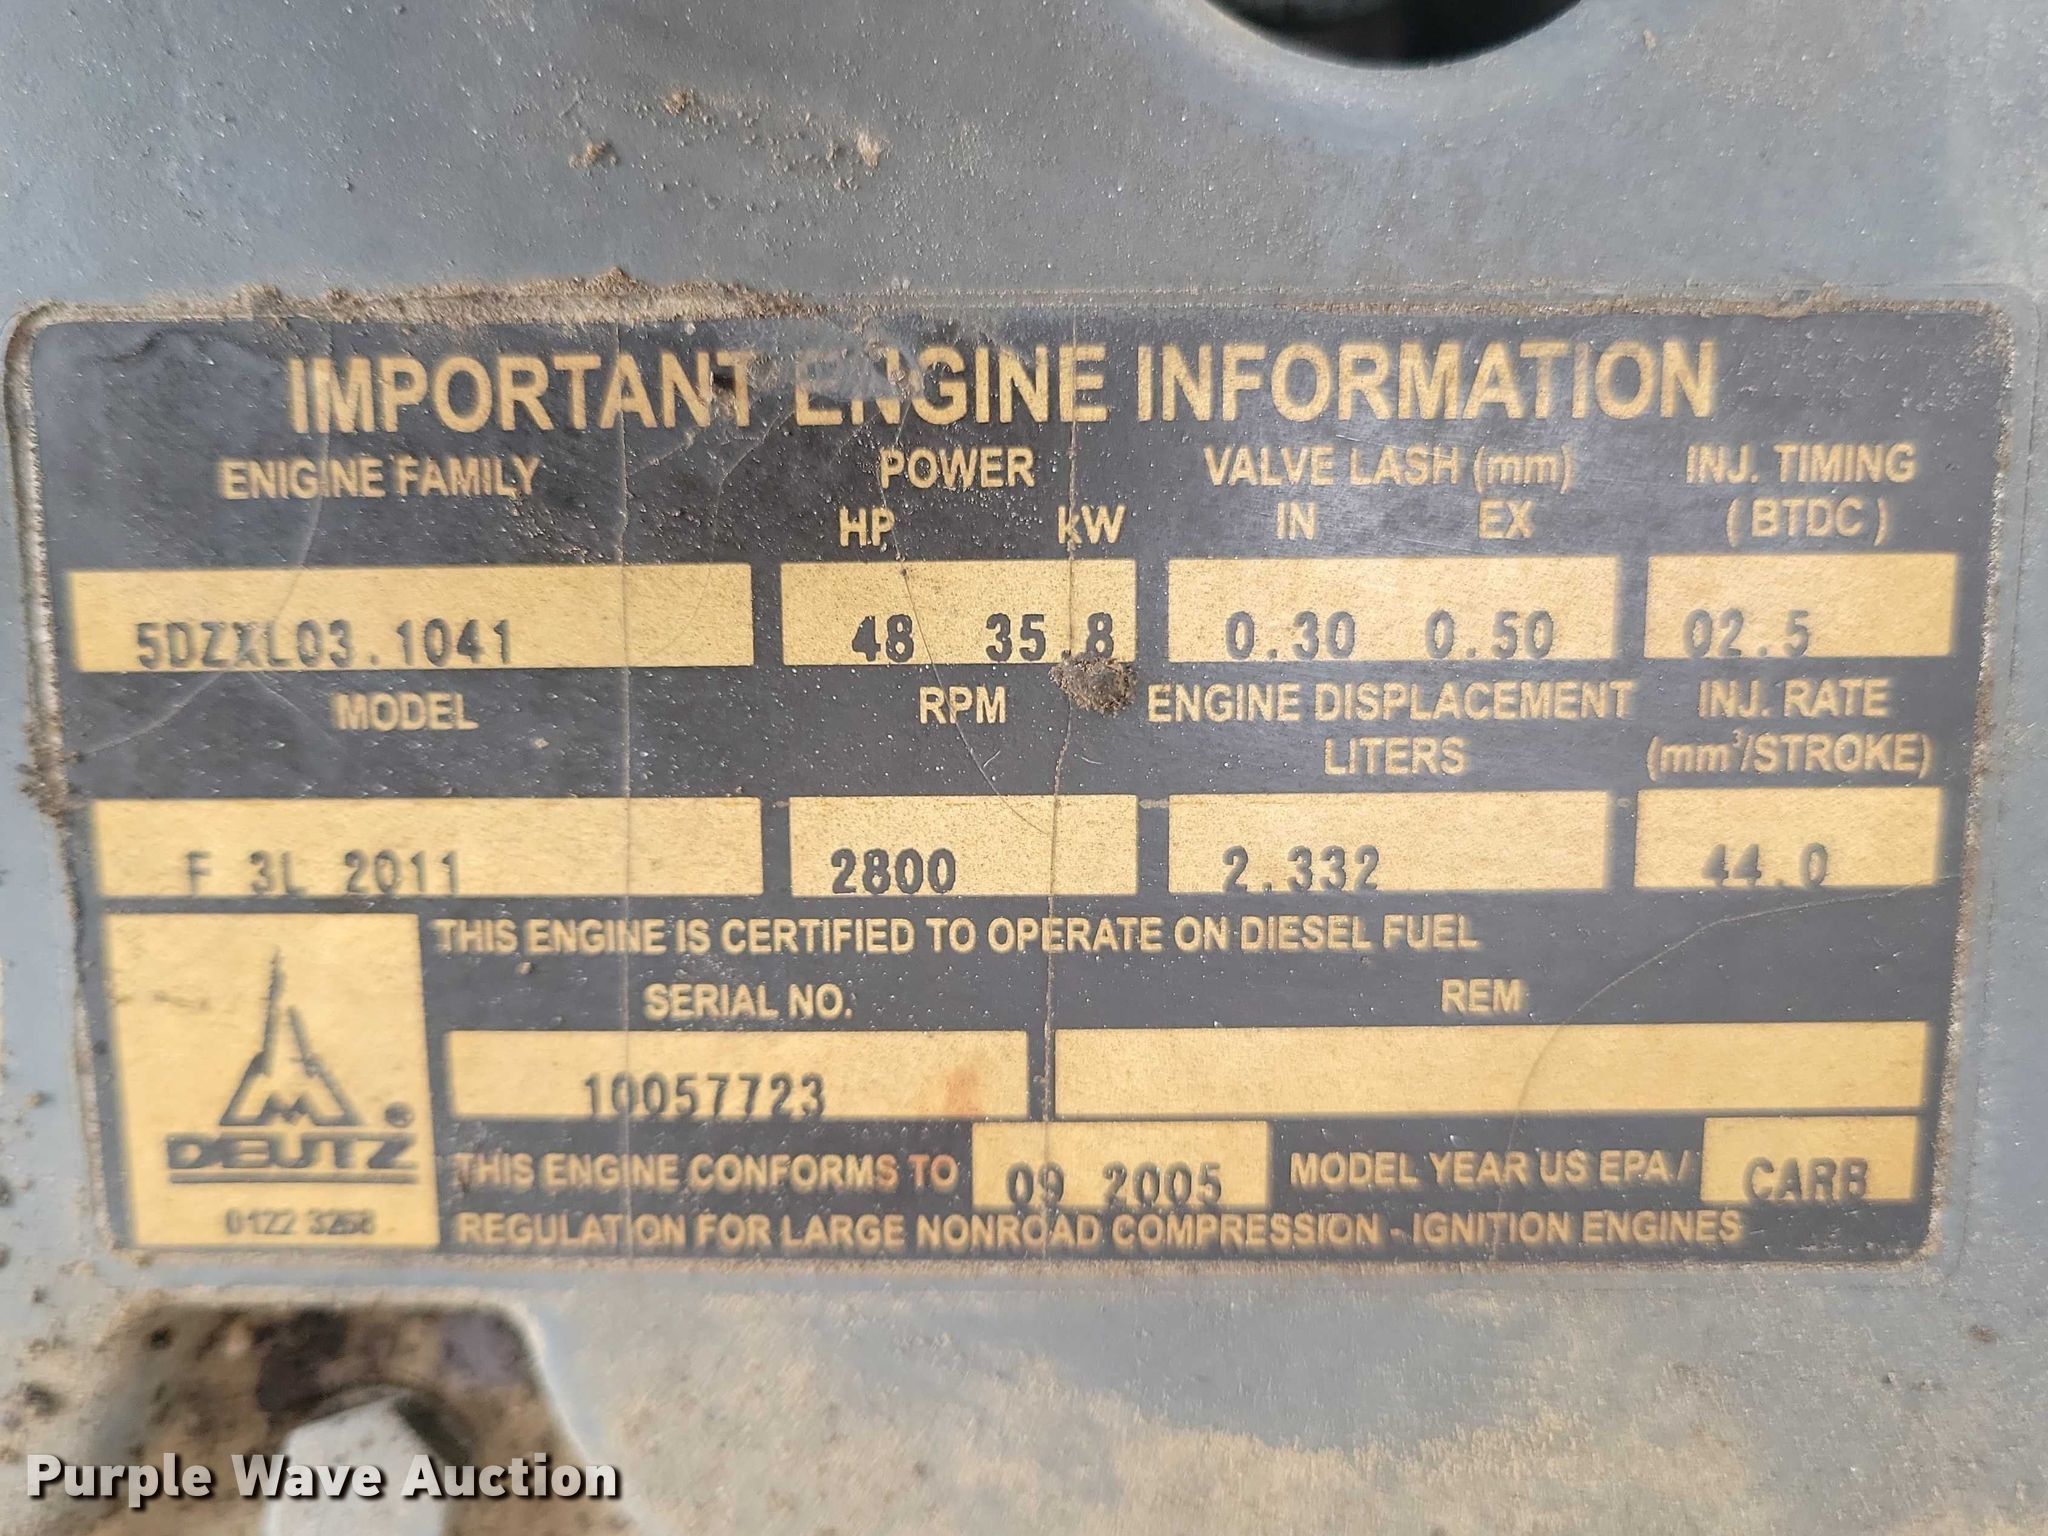 IMPORTANT ENGINE INFORMATION
ENIGINE FAMILY POWER VALVE LASH (mm) INJ. TIMING
HP kW IN EX ( BTDC )
5DZXL03.1041 48 35.8 0.30 0.50 02.5
MODEL RPM ENGINE DISPLACEMENT INJ. RATE
LITERS (mm³/STROKE)
F 3L 2011 2800 2.332 44.0
THIS ENGINE IS CERTIFIED TO OPERATE ON DIESEL FUEL
SERIAL NO. REM
10057723
DEUTZ ®
THIS ENGINE CONFORMS TO 09 2005 MODEL YEAR US EPA / CARB
0122 3268 REGULATION FOR LARGE NONROAD COMPRESSION - IGNITION ENGINES
Purple Wave Auction